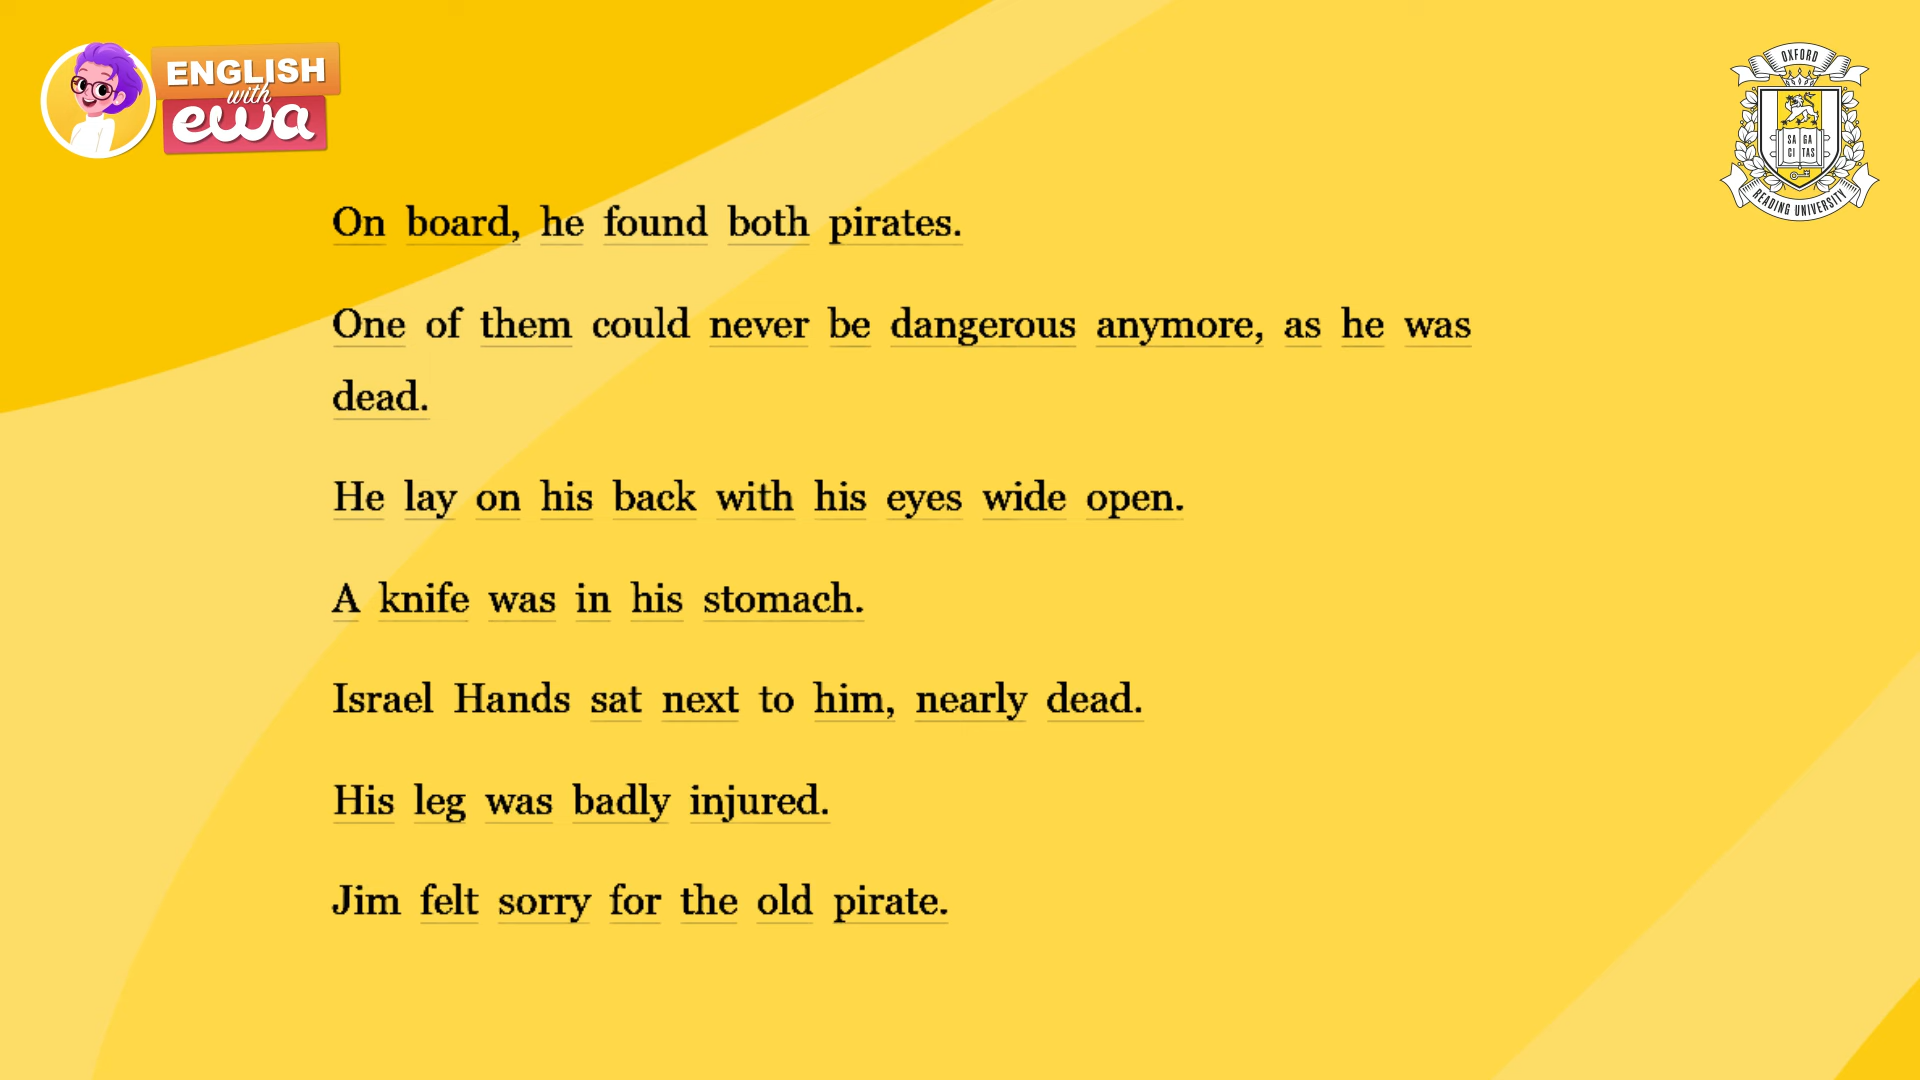 ENGLISH
with
ewa
OXFORD
SA GA
CI TAS
READING UNIVERSITY
On board, he found both pirates.
One of them could never be dangerous anymore, as he was
dead.
He lay on his back with his eyes wide open.
A knife was in his stomach.
Israel Hands sat next to him, nearly dead.
His leg was badly injured.
Jim felt sorry for the old pirate.